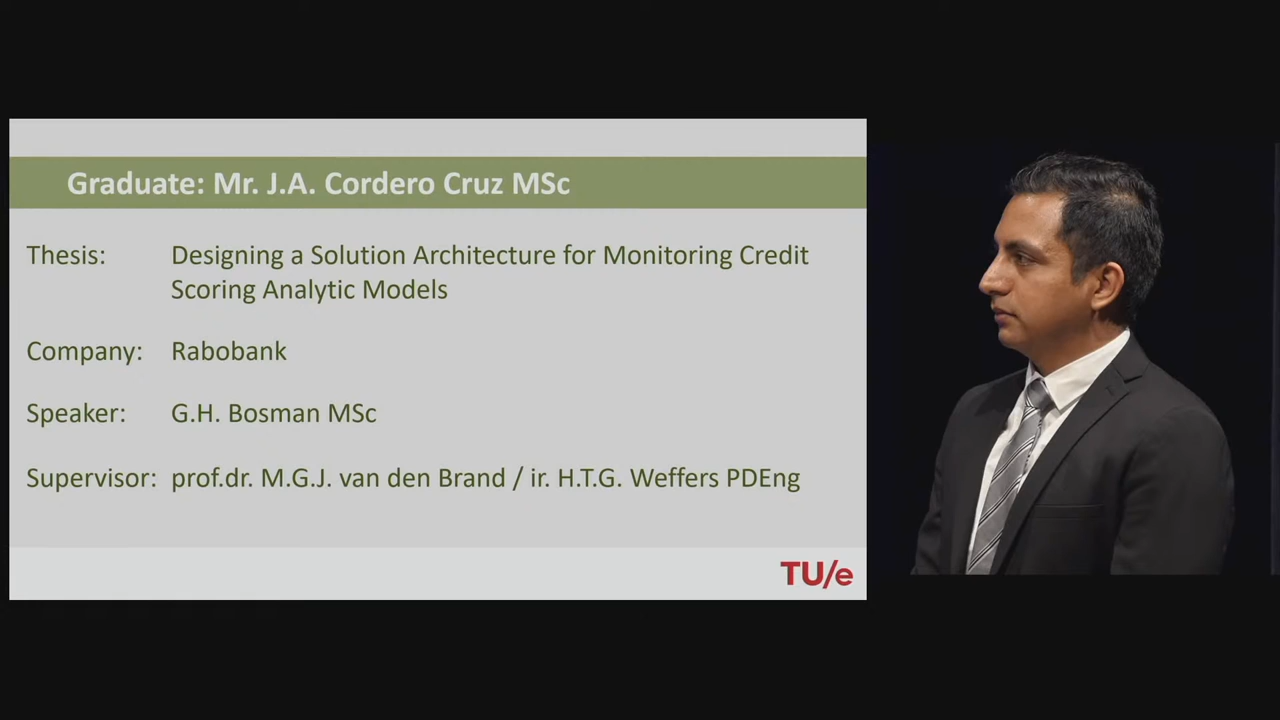 Graduate: Mr. J.A. Cordero Cruz MSc
Thesis: Designing a Solution Architecture for Monitoring Credit
Scoring Analytic Models
Company: Rabobank
Speaker: G.H. Bosman MSc
Supervisor: prof.dr. M.G.J. van den Brand / ir. H.T.G. Weffers PDEng
TU/e